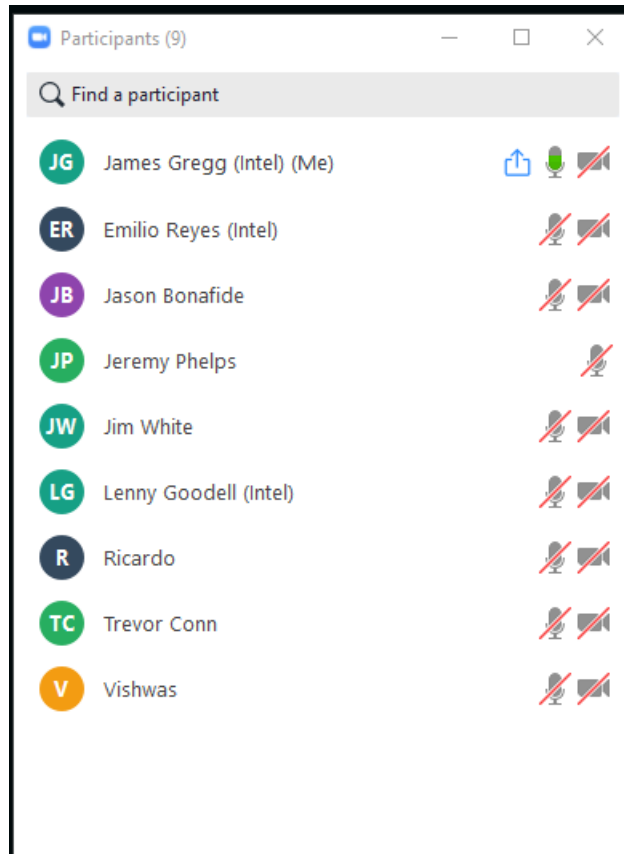 Participants (9)
Find a participant
JG James Gregg (Intel) (Me)
ER Emilio Reyes (Intel)
JB Jason Bonafide
JP Jeremy Phelps
JW Jim White
LG Lenny Goodell (Intel)
R Ricardo
TC Trevor Conn
V Vishwas